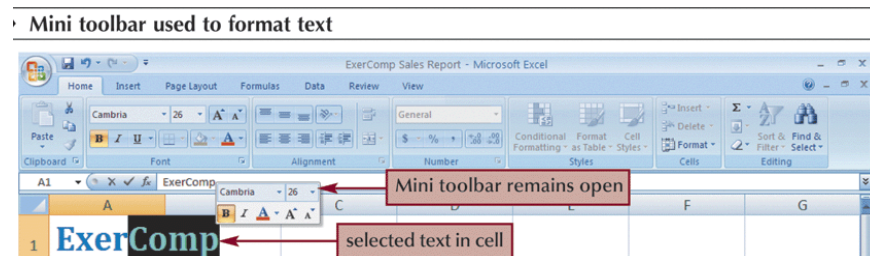 Mini toolbar used to format text
ExerComp Sales Report - Microsoft Excel
Home Insert Page Layout Formulas Data Review View
Cambria 26 A A General Insert Σ
Paste B I U A $ % , Conditional Formatting Format as Table Cell Styles Delete Format Sort & Filter Find & Select
Clipboard Font Alignment Number Styles Cells Editing
A1 fx ExerComp
Cambria 26 Mini toolbar remains open
B I A A A
A C D E F G
1 ExerComp selected text in cell